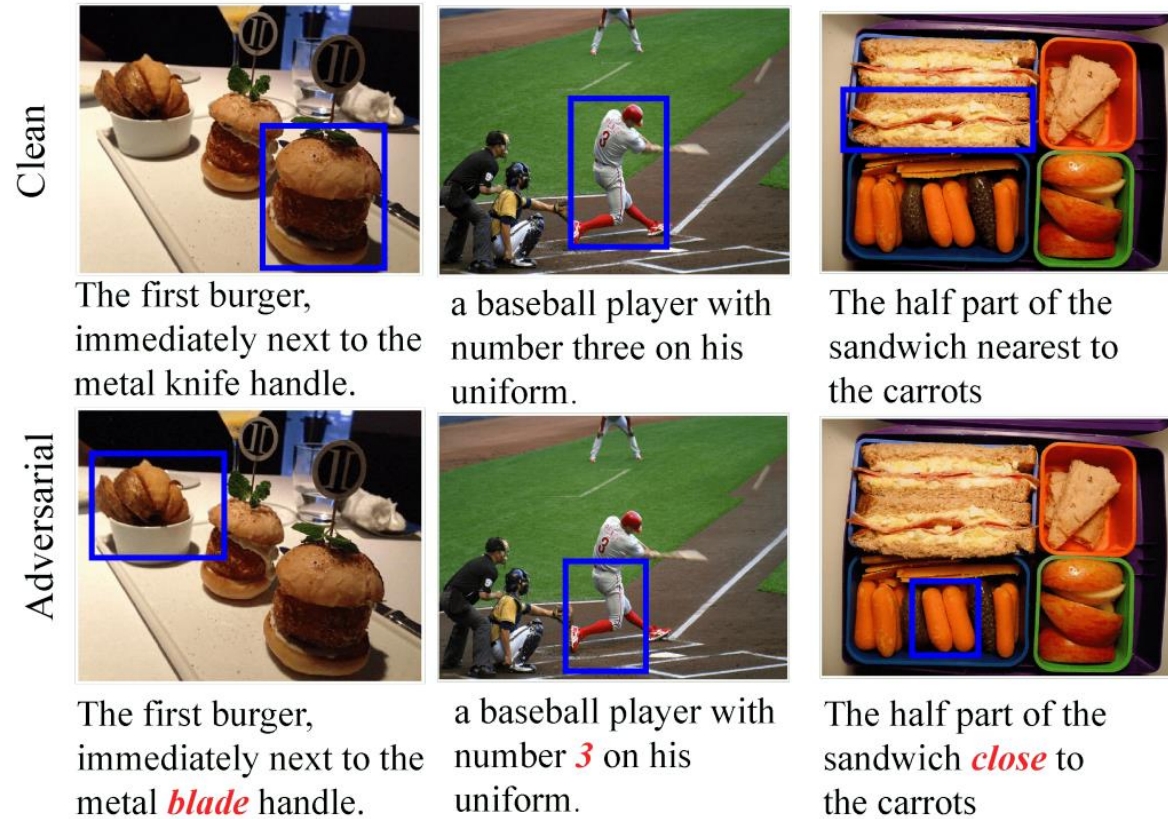 Clean
The first burger,
immediately next to the
metal knife handle.
3
a baseball player with
number three on his
uniform.
The half part of the
sandwich nearest to
the carrots
Adversarial
The first burger,
immediately next to the
metal blade handle.
3
a baseball player with
number 3 on his
uniform.
The half part of the
sandwich close to
the carrots